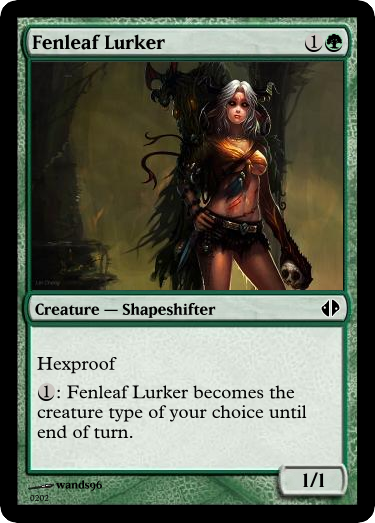 Fenleaf Lurker 1
Creature — Shapeshifter
Hexproof
1: Fenleaf Lurker becomes the
creature type of your choice until
end of turn.
1/1
wands96
0202